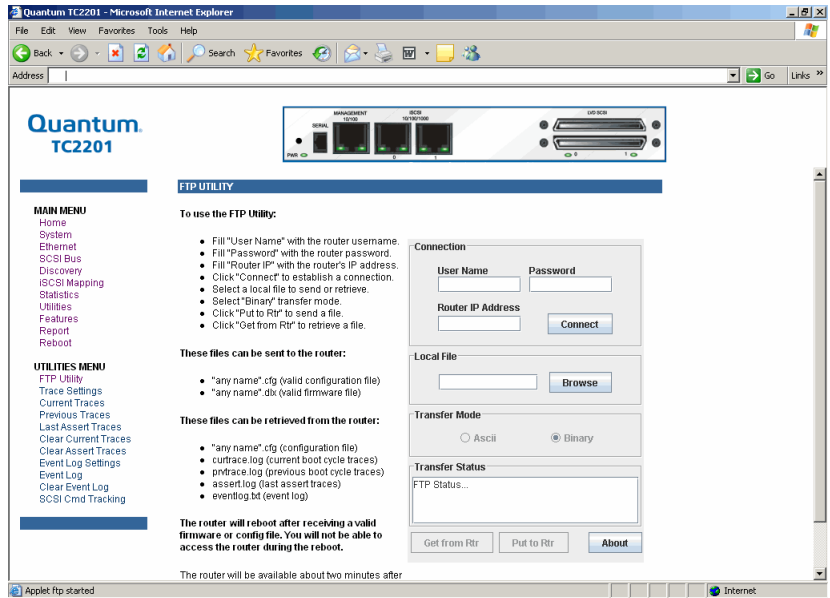 Quantum TC2201 - Microsoft Internet Explorer
File Edit View Favorites Tools Help
Back Search Favorites
Address Go Links »
Quantum.
TC2201
MANAGEMENT
10/100
iSCSI
10/100/1000
LVD SCSI
SERIAL
PWR 0 1 0 1
FTP UTILITY
MAIN MENU
Home
System
Ethernet
SCSI Bus
Discovery
iSCSI Mapping
Statistics
Utilities
Features
Report
Reboot
UTILITIES MENU
FTP Utility
Trace Settings
Current Traces
Previous Traces
Last Assert Traces
Clear Current Traces
Clear Assert Traces
Event Log Settings
Event Log
Clear Event Log
SCSI Cmd Tracking
To use the FTP Utility:
• Fill "User Name" with the router username.
• Fill "Password" with the router password.
• Fill "Router IP" with the router's IP address.
• Click "Connect" to establish a connection.
• Select a local file to send or retrieve.
• Select "Binary" transfer mode.
• Click "Put to Rtr" to send a file.
• Click "Get from Rtr" to retrieve a file.
These files can be sent to the router:
• "any name".cfg (valid configuration file)
• "any name".dlx (valid firmware file)
These files can be retrieved from the router:
• "any name".cfg (configuration file)
• curtrace.log (current boot cycle traces)
• prvtrace.log (previous boot cycle traces)
• assert.log (last assert traces)
• eventlog.txt (event log)
The router will reboot after receiving a valid
firmware or config file. You will not be able to
access the router during the reboot.
The router will be available about two minutes after
Connection
User Name Password
Router IP Address
Connect
Local File
Browse
Transfer Mode
Ascii Binary
Transfer Status
FTP Status...
Get from Rtr Put to Rtr About
Applet ftp started Internet